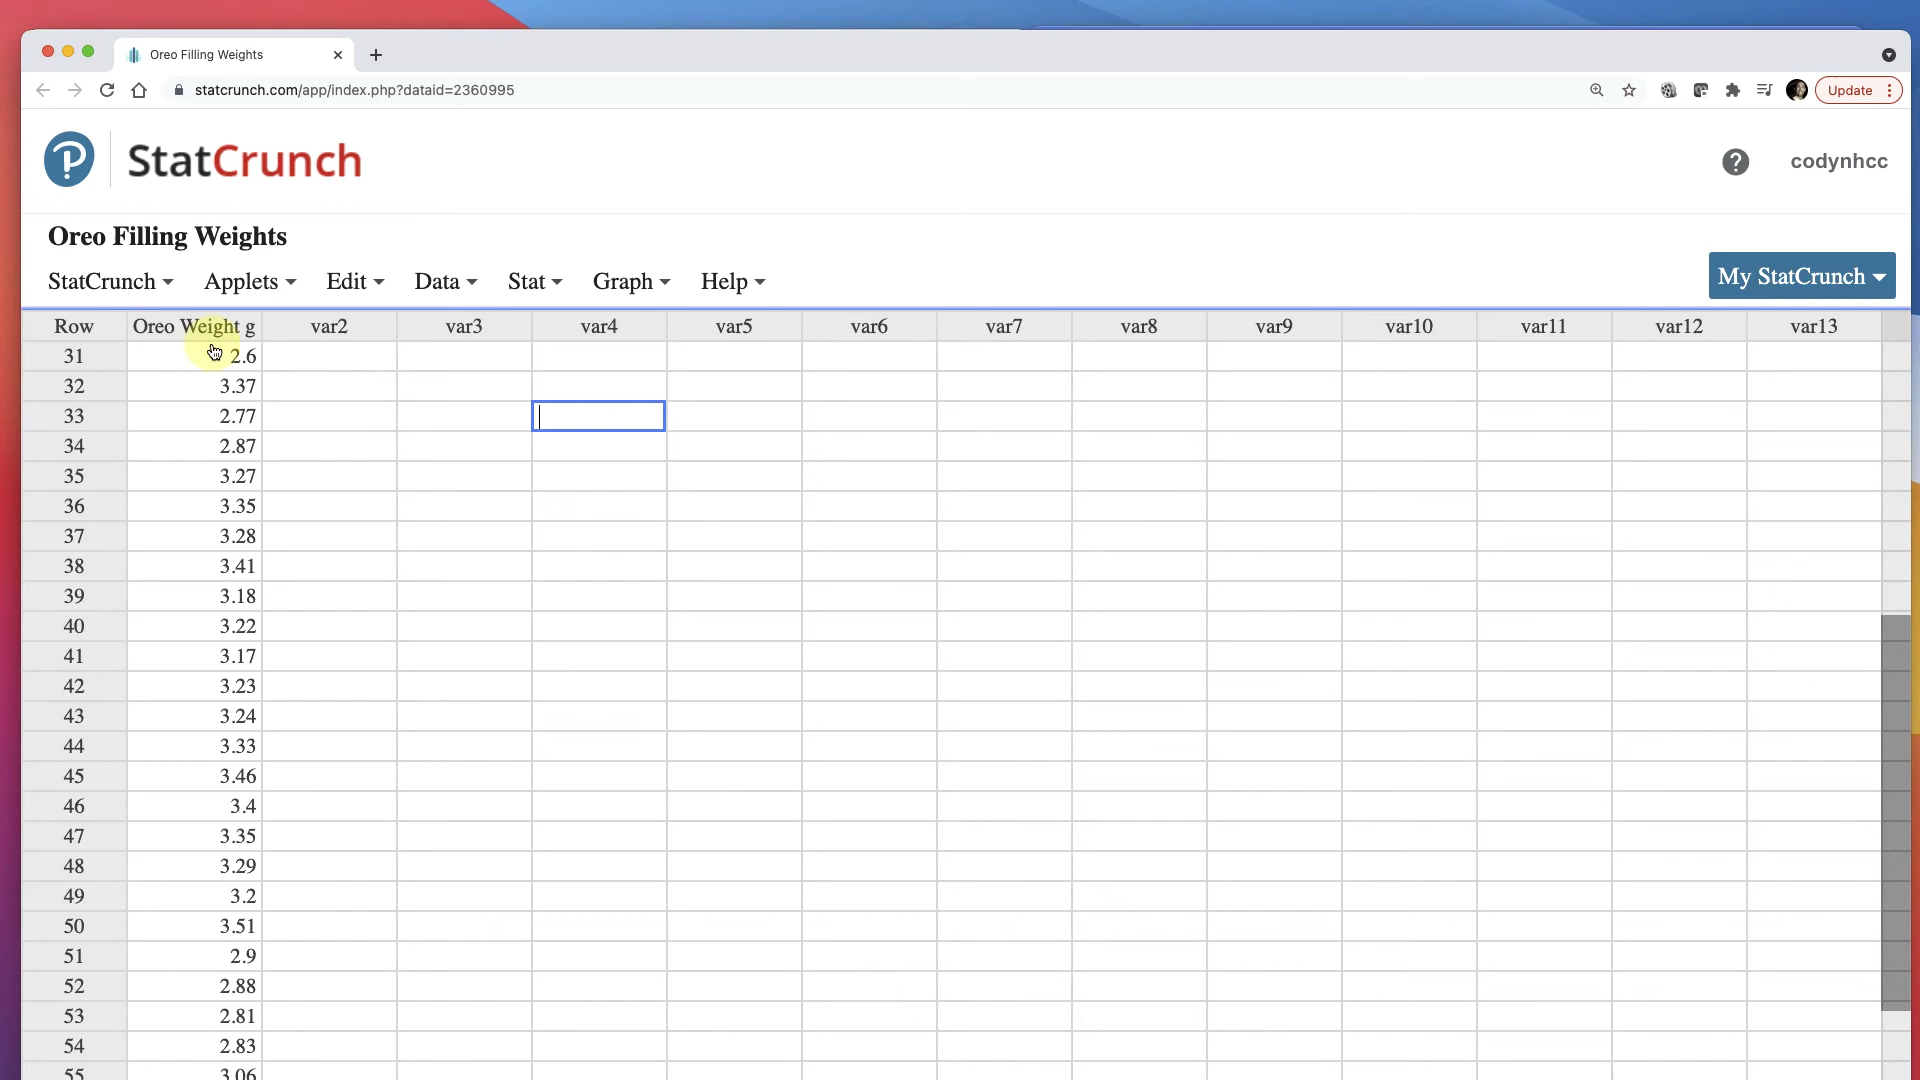 Oreo Filling Weights
statcrunch.com/app/index.php?dataid=2360995
Update
StatCrunch
codynhcc
Oreo Filling Weights
StatCrunch Applets Edit Data Stat Graph Help
My StatCrunch
Row Oreo Weight g var2 var3 var4 var5 var6 var7 var8 var9 var10 var11 var12 var13
31 2.6
32 3.37
33 2.77
34 2.87
35 3.27
36 3.35
37 3.28
38 3.41
39 3.18
40 3.22
41 3.17
42 3.23
43 3.24
44 3.33
45 3.46
46 3.4
47 3.35
48 3.29
49 3.2
50 3.51
51 2.9
52 2.88
53 2.81
54 2.83
55 3.06